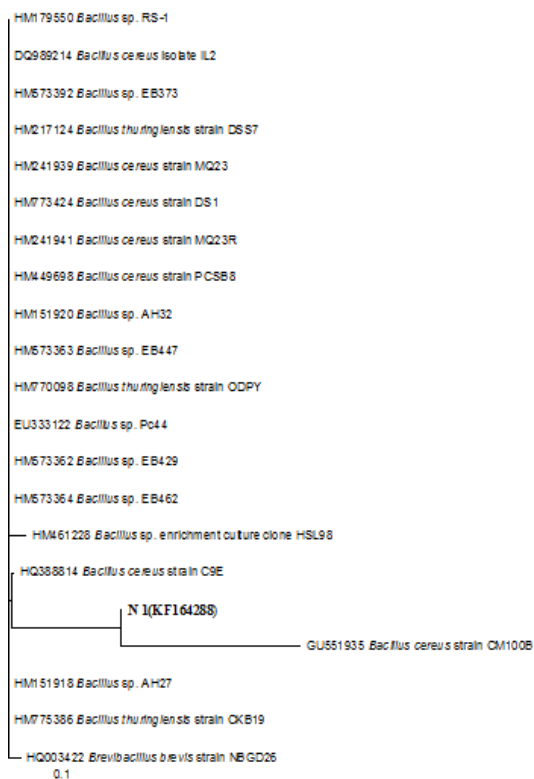 HM179550 Bacillus sp. RS-1
DQ989214 Bacillus cereus isolate IL2
HM573392 Bacillus sp. EB373
HM217124 Bacillus thuringiensis strain DSS7
HM241939 Bacillus cereus strain MQ23
HM773424 Bacillus cereus strain DS1
HM241941 Bacillus cereus strain MQ23R
HM449698 Bacillus cereus strain PCSB8
HM151920 Bacillus sp. AH32
HM573363 Bacillus sp. EB447
HM770098 Bacillus thuringiensis strain ODPY
EU333122 Bacillus sp. Pc44
HM573362 Bacillus sp. EB429
HM573364 Bacillus sp. EB462
HM461228 Bacillus sp. enrichment culture clone HSL98
HQ388814 Bacillus cereus strain C9E
N 1(KF164288)
GU551935 Bacillus cereus strain CM100B
HM151918 Bacillus sp. AH27
HM775386 Bacillus thuringiensis strain CKB19
HQ003422 Brevibacillus brevis strain NBGD26
0.1